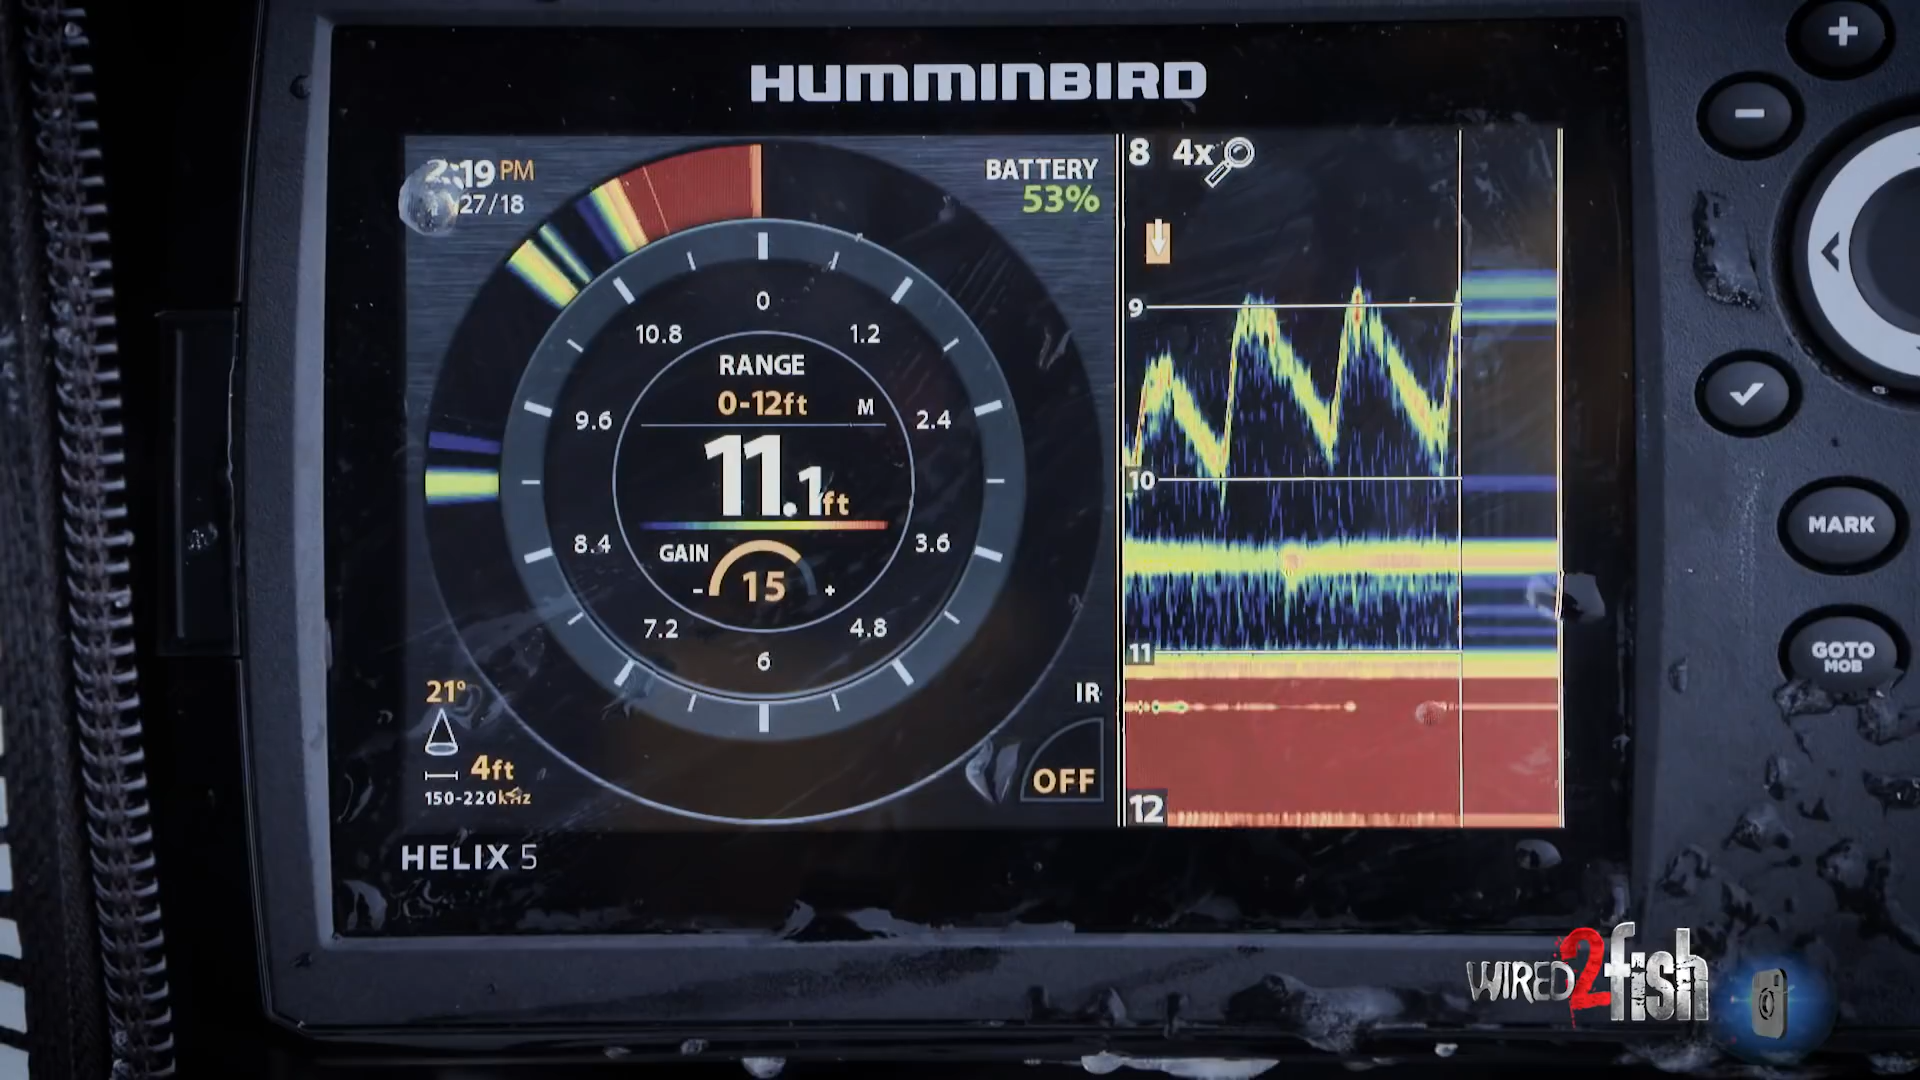 HUMMINBIRD
2:19 PM
27/18
BATTERY
53%
0
1.2
2.4
3.6
4.8
6
7.2
8.4
9.6
10.8
RANGE
0-12ft M
11.1ft
GAIN
- 15 +
21°
4ft
150-220kHz
IR
OFF
8 4x
9
10
11
12
HELIX 5
+
-
MARK
GOTO
MOB
WIRED2fish